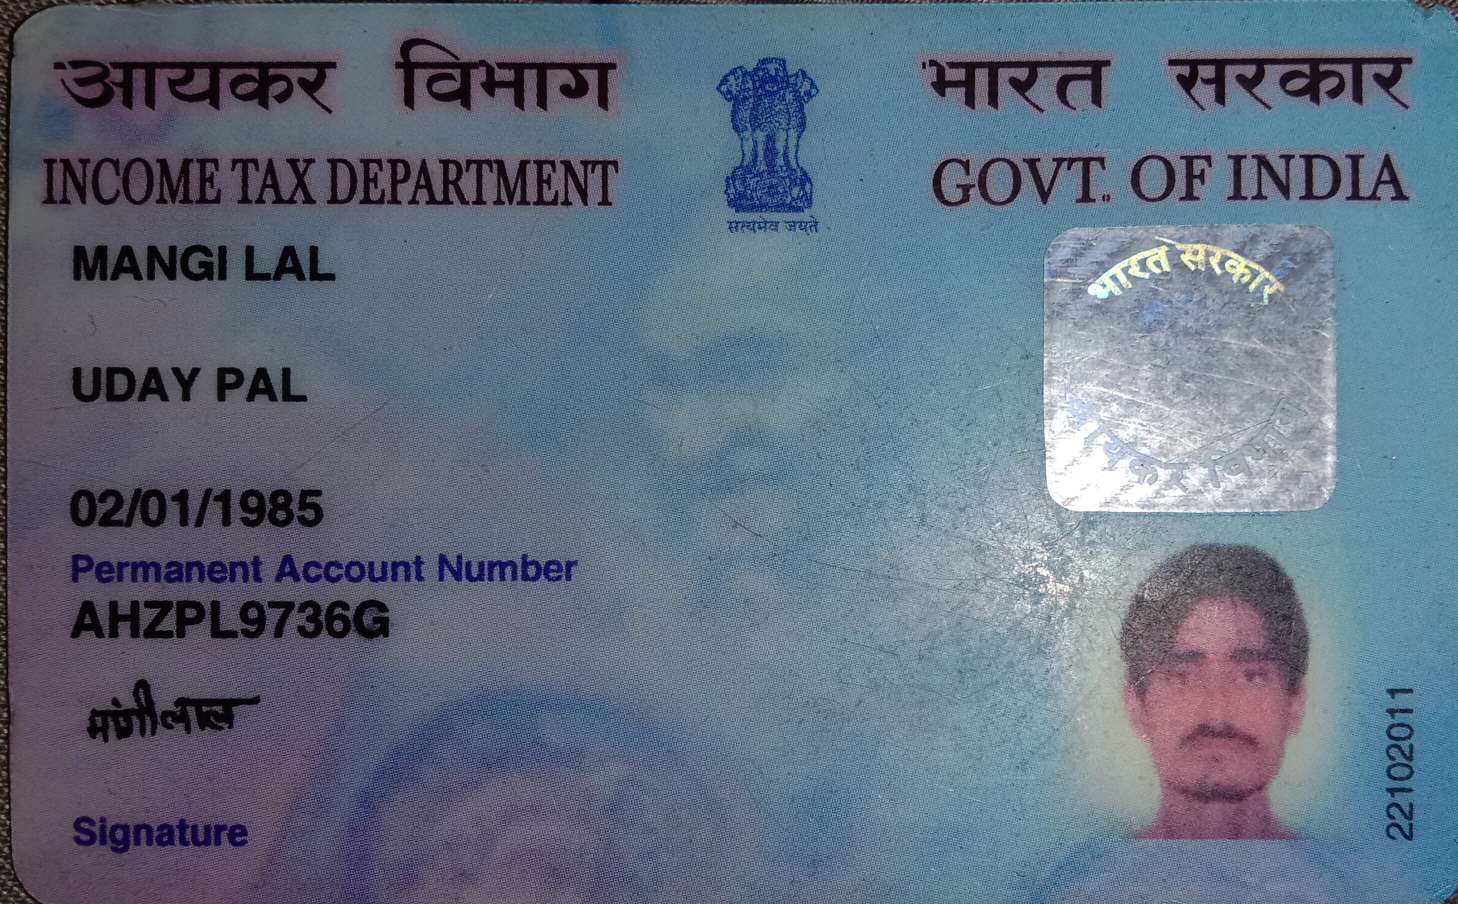 आयकर विभाग
INCOME TAX DEPARTMENT
सत्यमेव जयते
भारत सरकार
GOVT. OF INDIA
MANGI LAL
UDAY PAL
02/01/1985
Permanent Account Number
AHZPL9736G
मांगीलाल
Signature
भारत सरकार
आयकर विभाग
22102011